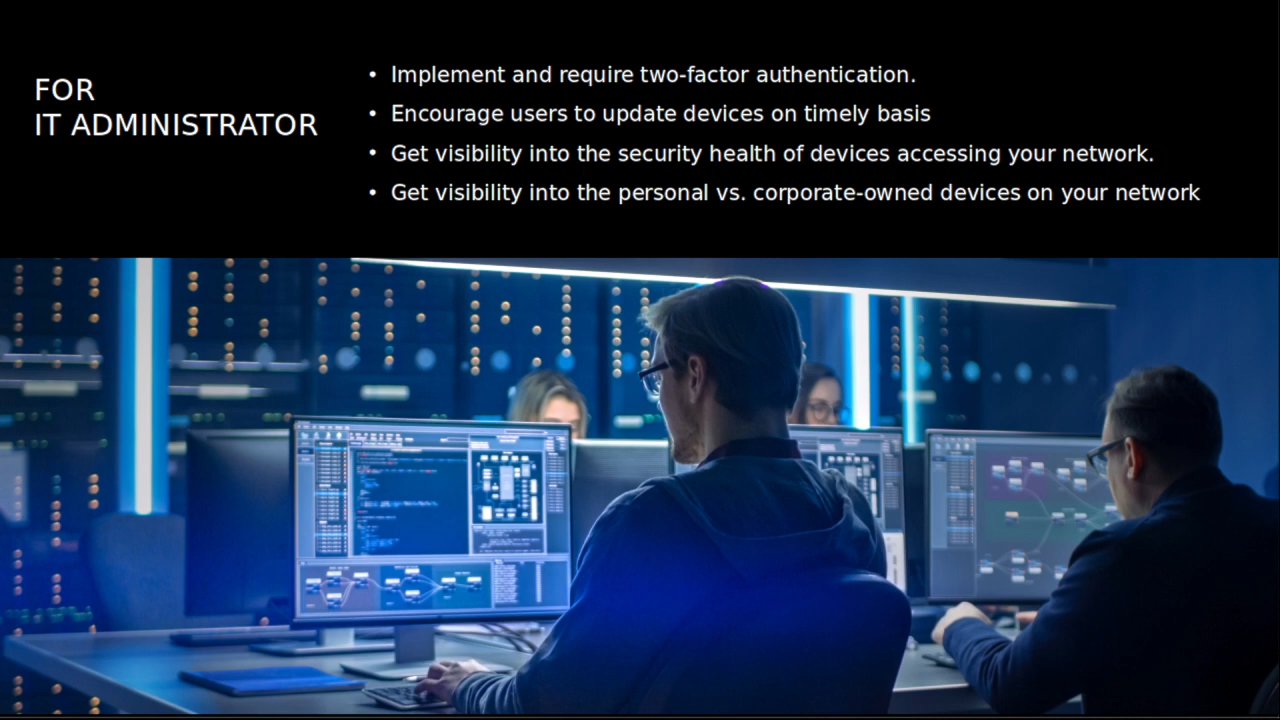 FOR
IT ADMINISTRATOR
• Implement and require two-factor authentication.
• Encourage users to update devices on timely basis
• Get visibility into the security health of devices accessing your network.
• Get visibility into the personal vs. corporate-owned devices on your network